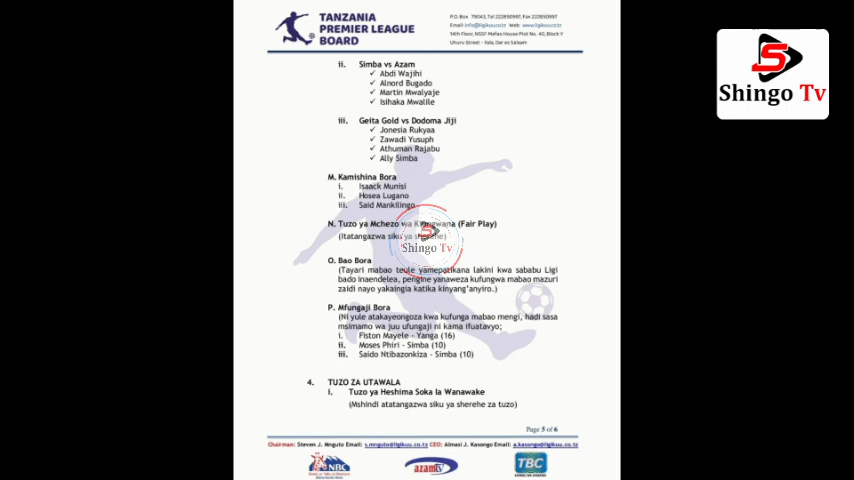 TANZANIA
PREMIER LEAGUE
BOARD
P.O. Box 79043, Tel 222850997, Fax 222850997
Email info@ligikuu.co.tz Web: www.ligikuu.co.tz
14th Floor, NSSF Mafao House Plot No. 40, Block Y
Uhuru Street - Ilala, Dar es Salaam
Shingo Tv
ii. Simba vs Azam
✓ Abdi Wajihi
✓ Alnord Bugado
✓ Martin Mwalyaje
✓ Isihaka Mwalile
iii. Geita Gold vs Dodoma Jiji
✓ Jonesia Rukyaa
✓ Zawadi Yusuph
✓ Athuman Rajabu
✓ Ally Simba
M. Kamishina Bora
i. Isaack Munisi
ii. Hosea Lugano
iii. Said Mankilingo
N. Tuzo ya Mchezo wa Kiungwana (Fair Play)
(Itatangazwa siku ya sherehe)
Shingo Tv
O. Bao Bora
(Tayari mabao teule yamepatikana lakini kwa sababu Ligi
bado inaendelea, pengine yanaweza kufungwa mabao mazuri
zaidi nayo yakaingia katika kinyang'anyiro.)
P. Mfungaji Bora
(Ni yule atakayeongoza kwa kufunga mabao mengi, hadi sasa
msimamo wa juu ufungaji ni kama ifuatavyo;
i. Fiston Mayele - Yanga (16)
ii. Moses Phiri - Simba (10)
iii. Saido Ntibazonkiza - Simba (10)
4. TUZO ZA UTAWALA
i. Tuzo ya Heshima Soka la Wanawake
(Mshindi atatangazwa siku ya sherehe za tuzo)
Page 5 of 6
Chairman: Steven J. Mnguto Email: s.mnguto@ligikuu.co.tz CEO: Almasi J. Kasongo Email: a.kasongo@ligikuu.co.tz
NBC
azamtv
TBC